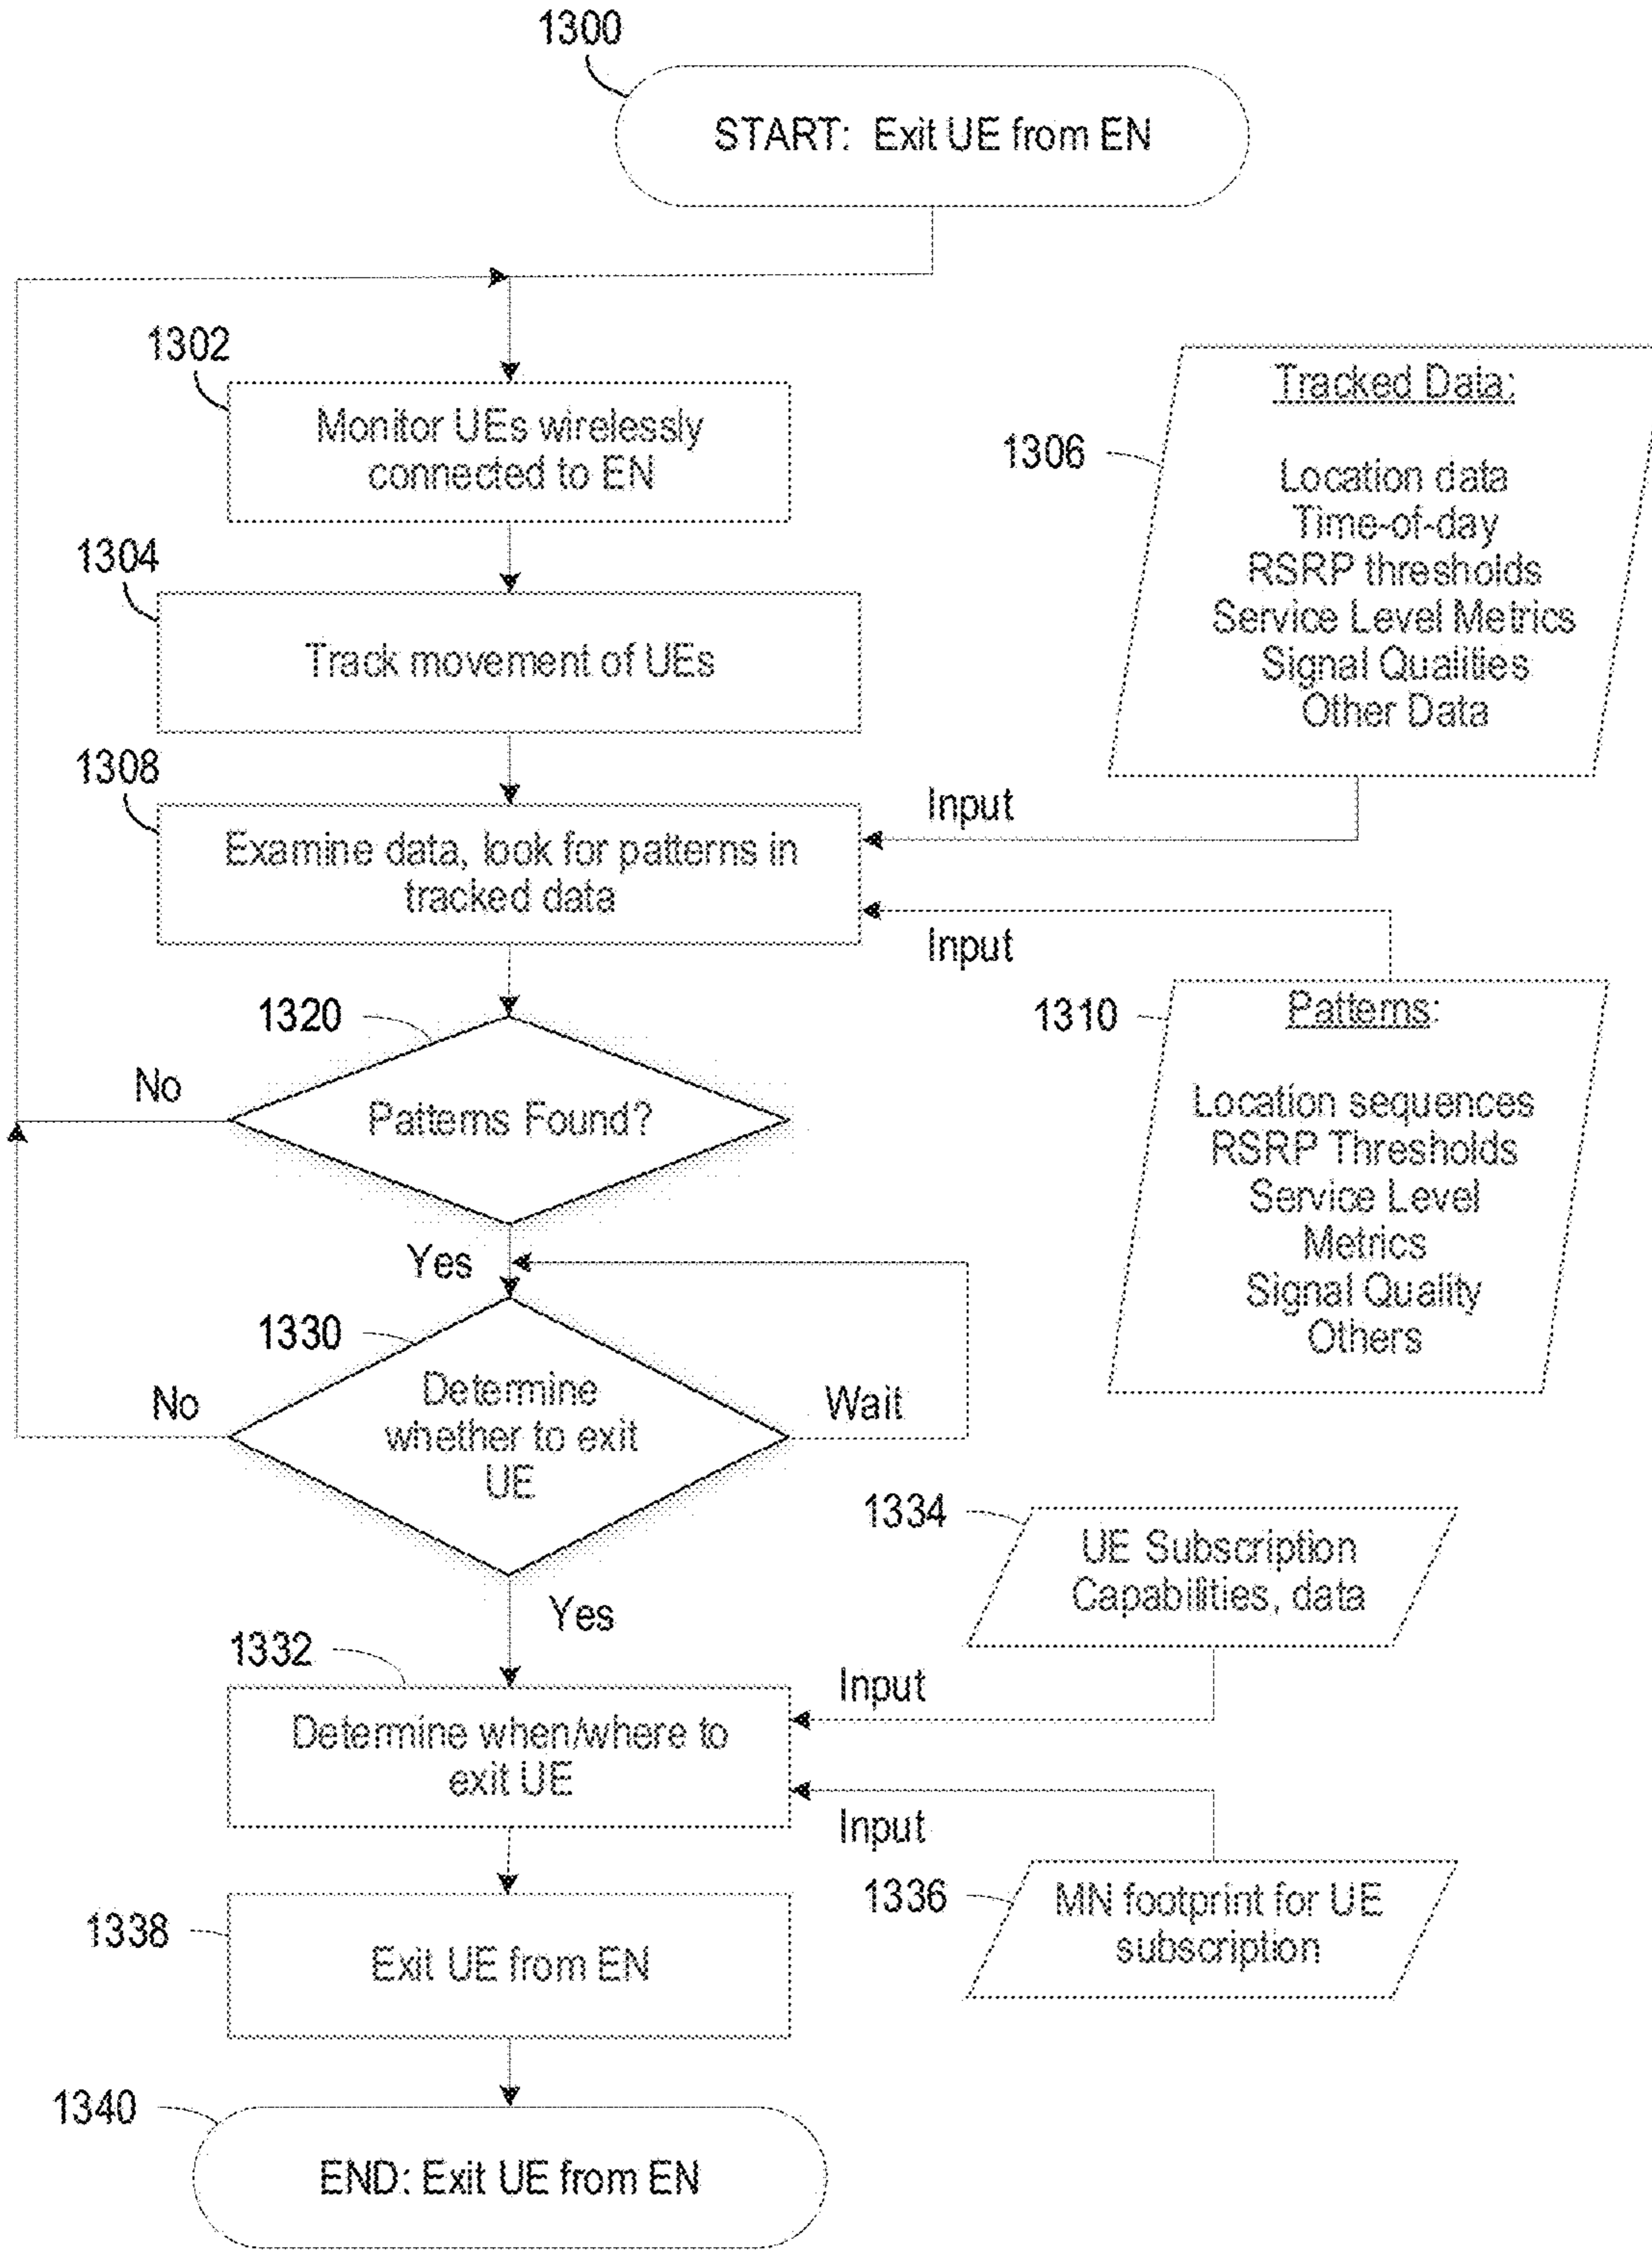 1300
START: Exit UE from EN
1302
Monitor UEs wirelessly
connected to EN
1304
Track movement of UEs
1306
Tracked Data:
Location data
Time-of-day
RSRP thresholds
Service Level Metrics
Signal Qualities
Other Data
1308
Examine data, look for patterns in
tracked data
Input
Input
1310
Patterns:
Location sequences
RSRP Thresholds
Service Level
Metrics
Signal Quality
Others
1320
Patterns Found?
No
Yes
1330
Determine
whether to exit
UE
No
Wait
Yes
1332
Determine when/where to
exit UE
1334
UE Subscription
Capabilities, data
Input
Input
1336
MN footprint for UE
subscription
1338
Exit UE from EN
1340
END: Exit UE from EN